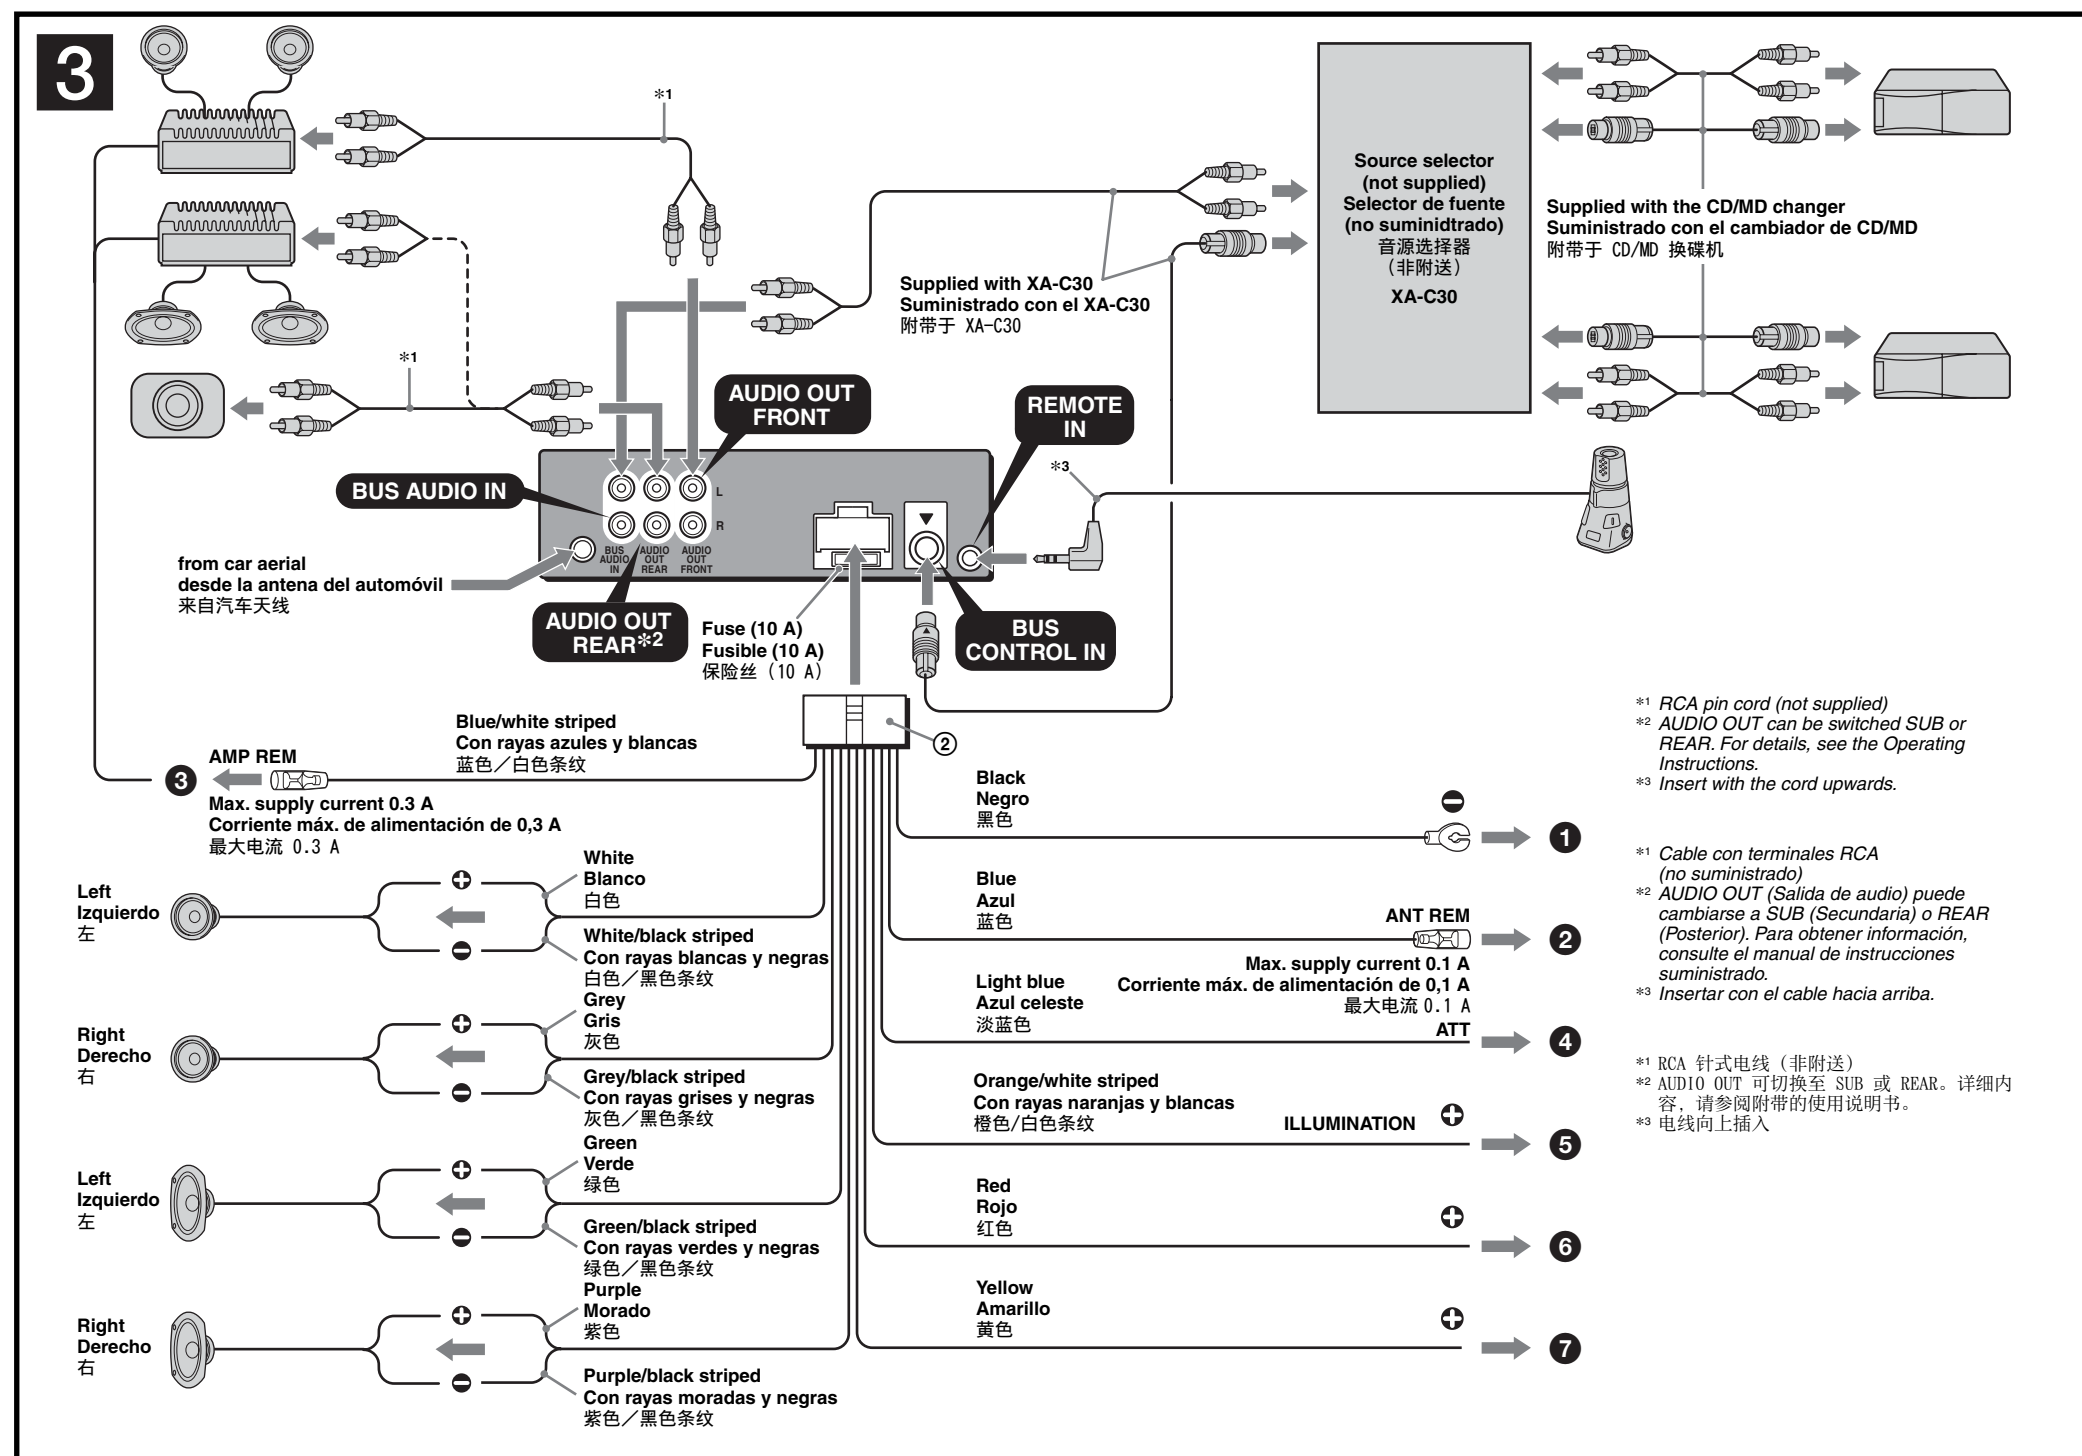 3
*1
Source selector
(not supplied)
Selector de fuente
(no suminidtrado)
音源选择器
(非附送)
XA-C30
Supplied with the CD/MD changer
Suministrado con el cambiador de CD/MD
附带于 CD/MD 换碟机
Supplied with XA-C30
Suministrado con el XA-C30
附带于 XA-C30
*1
AUDIO OUT
FRONT
REMOTE
IN
*3
BUS AUDIO IN
L
R
BUS
AUDIO
IN
AUDIO
OUT
REAR
AUDIO
OUT
FRONT
from car aerial
desde la antena del automóvil
来自汽车天线
AUDIO OUT
REAR*2
Fuse (10 A)
Fusible (10 A)
保险丝 (10 A)
BUS
CONTROL IN
②
Blue/white striped
Con rayas azules y blancas
蓝色／白色条纹
AMP REM
❸
Max. supply current 0.3 A
Corriente máx. de alimentación de 0,3 A
最大电流 0.3 A
Left
Izquierdo
左
White
Blanco
白色
White/black striped
Con rayas blancas y negras
白色／黑色条纹
Right
Derecho
右
Grey
Gris
灰色
Grey/black striped
Con rayas grises y negras
灰色／黑色条纹
Left
Izquierdo
左
Green
Verde
绿色
Green/black striped
Con rayas verdes y negras
绿色／黑色条纹
Right
Derecho
右
Purple
Morado
紫色
Purple/black striped
Con rayas moradas y negras
紫色／黑色条纹
Black
Negro
黑色
❶
Blue
Azul
蓝色
ANT REM
❷
Max. supply current 0.1 A
Corriente máx. de alimentación de 0,1 A
最大电流 0.1 A
Light blue
Azul celeste
淡蓝色
ATT
❹
Orange/white striped
Con rayas naranjas y blancas
橙色/白色条纹
ILLUMINATION
❺
Red
Rojo
红色
❻
Yellow
Amarillo
黄色
❼
*1 RCA pin cord (not supplied)
*2 AUDIO OUT can be switched SUB or
REAR. For details, see the Operating
Instructions.
*3 Insert with the cord upwards.
*1 Cable con terminales RCA
(no suministrado)
*2 AUDIO OUT (Salida de audio) puede
cambiarse a SUB (Secundaria) o REAR
(Posterior). Para obtener información,
consulte el manual de instrucciones
suministrado.
*3 Insertar con el cable hacia arriba.
*1 RCA 针式电线 (非附送)
*2 AUDIO OUT 可切换至 SUB 或 REAR。详细内
容, 请参阅附带的使用说明书。
*3 电线向上插入